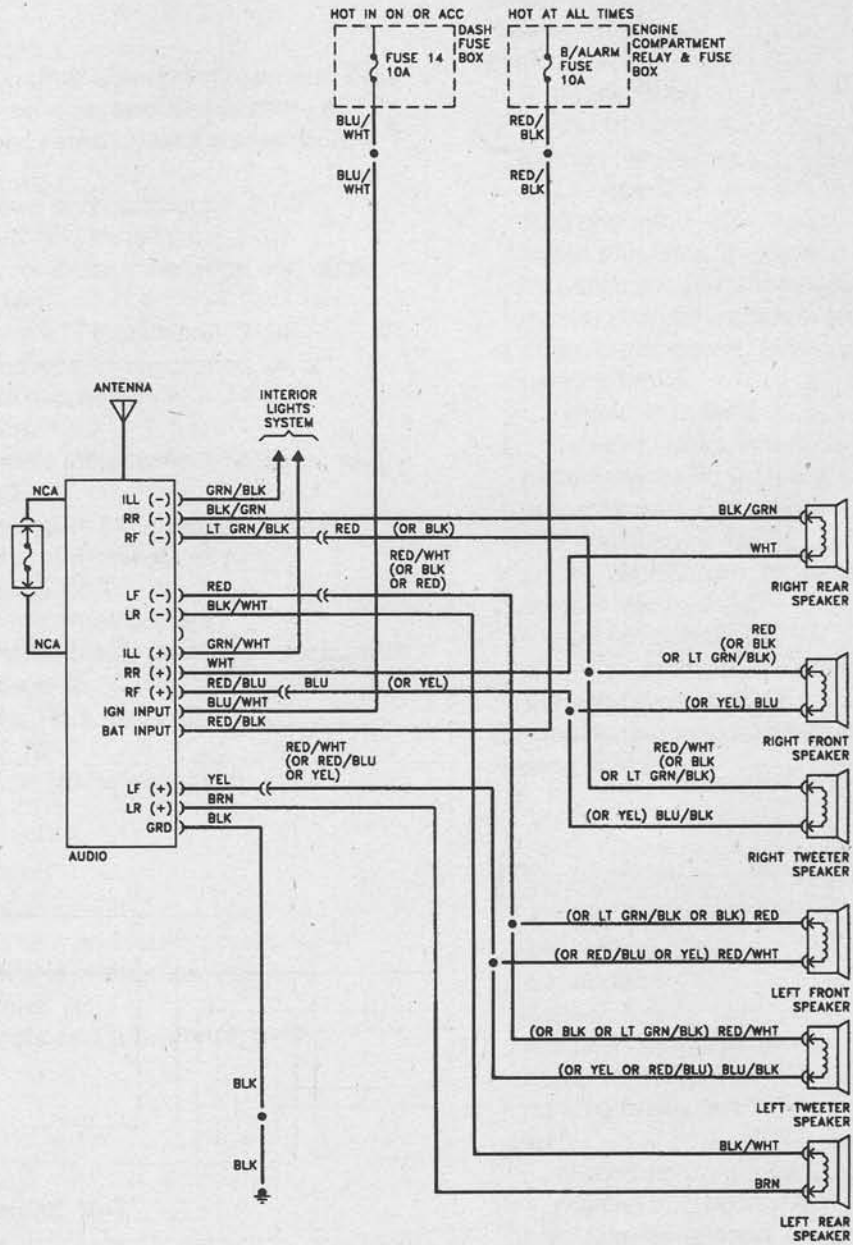 HOT IN ON OR ACC
HOT AT ALL TIMES
DASH
FUSE
BOX
FUSE 14
10A
ENGINE
COMPARTMENT
RELAY & FUSE
BOX
B/ALARM
FUSE
10A
BLU/
WHT
RED/
BLK
BLU/
WHT
RED/
BLK
ANTENNA
INTERIOR
LIGHTS
SYSTEM
NCA
NCA
ILL (-)
GRN/BLK
RR (-)
BLK/GRN
RF (-)
LT GRN/BLK
RED
(OR BLK)
RED/WHT
(OR BLK
OR RED)
LF (-)
RED
LR (-)
BLK/WHT
ILL (+)
GRN/WHT
RR (+)
WHT
RF (+)
RED/BLU
BLU
(OR YEL)
IGN INPUT
BLU/WHT
BAT INPUT
RED/BLK
RED/WHT
(OR RED/BLU
OR YEL)
LF (+)
YEL
LR (+)
BRN
GRD
BLK
AUDIO
BLK
BLK
BLK/GRN
WHT
RIGHT REAR
SPEAKER
RED
(OR BLK
OR LT GRN/BLK)
(OR YEL) BLU
RIGHT FRONT
SPEAKER
RED/WHT
(OR BLK
OR LT GRN/BLK)
(OR YEL) BLU/BLK
RIGHT TWEETER
SPEAKER
(OR LT GRN/BLK OR BLK) RED
(OR RED/BLU OR YEL) RED/WHT
LEFT FRONT
SPEAKER
(OR BLK OR LT GRN/BLK) RED/WHT
(OR YEL OR RED/BLU) BLU/BLK
LEFT TWEETER
SPEAKER
BLK/WHT
BRN
LEFT REAR
SPEAKER